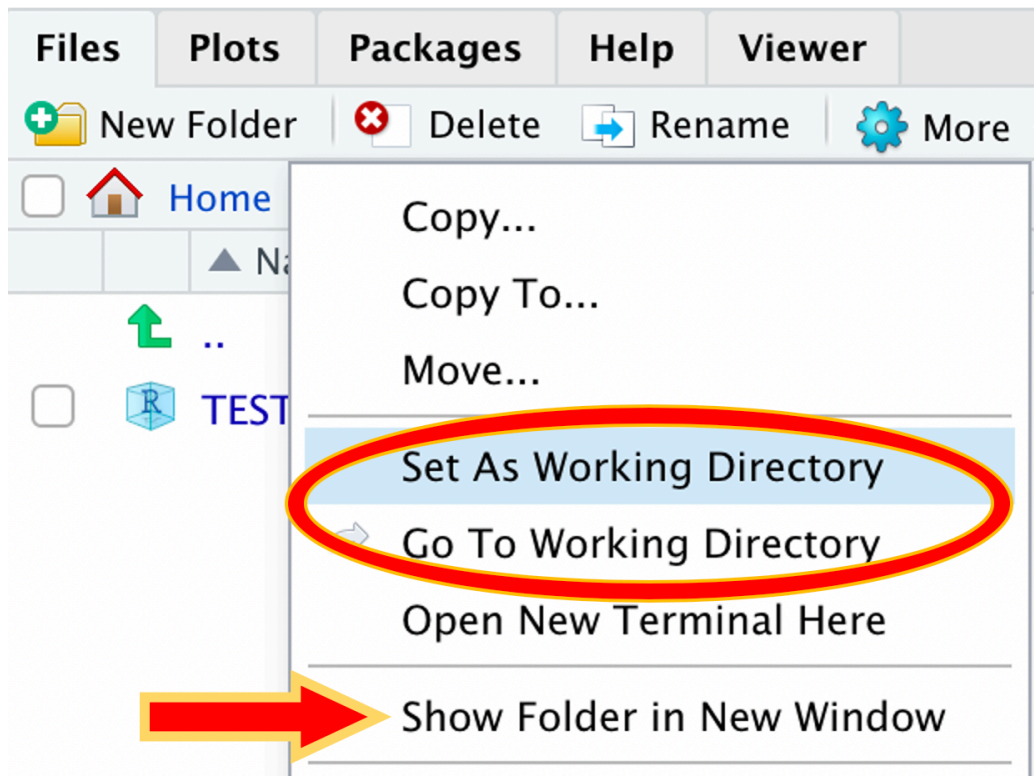 Files Plots Packages Help Viewer
New Folder Delete Rename More
Home
Copy...
Copy To...
Move...
..
R TEST
Set As Working Directory
Go To Working Directory
Open New Terminal Here
Show Folder in New Window